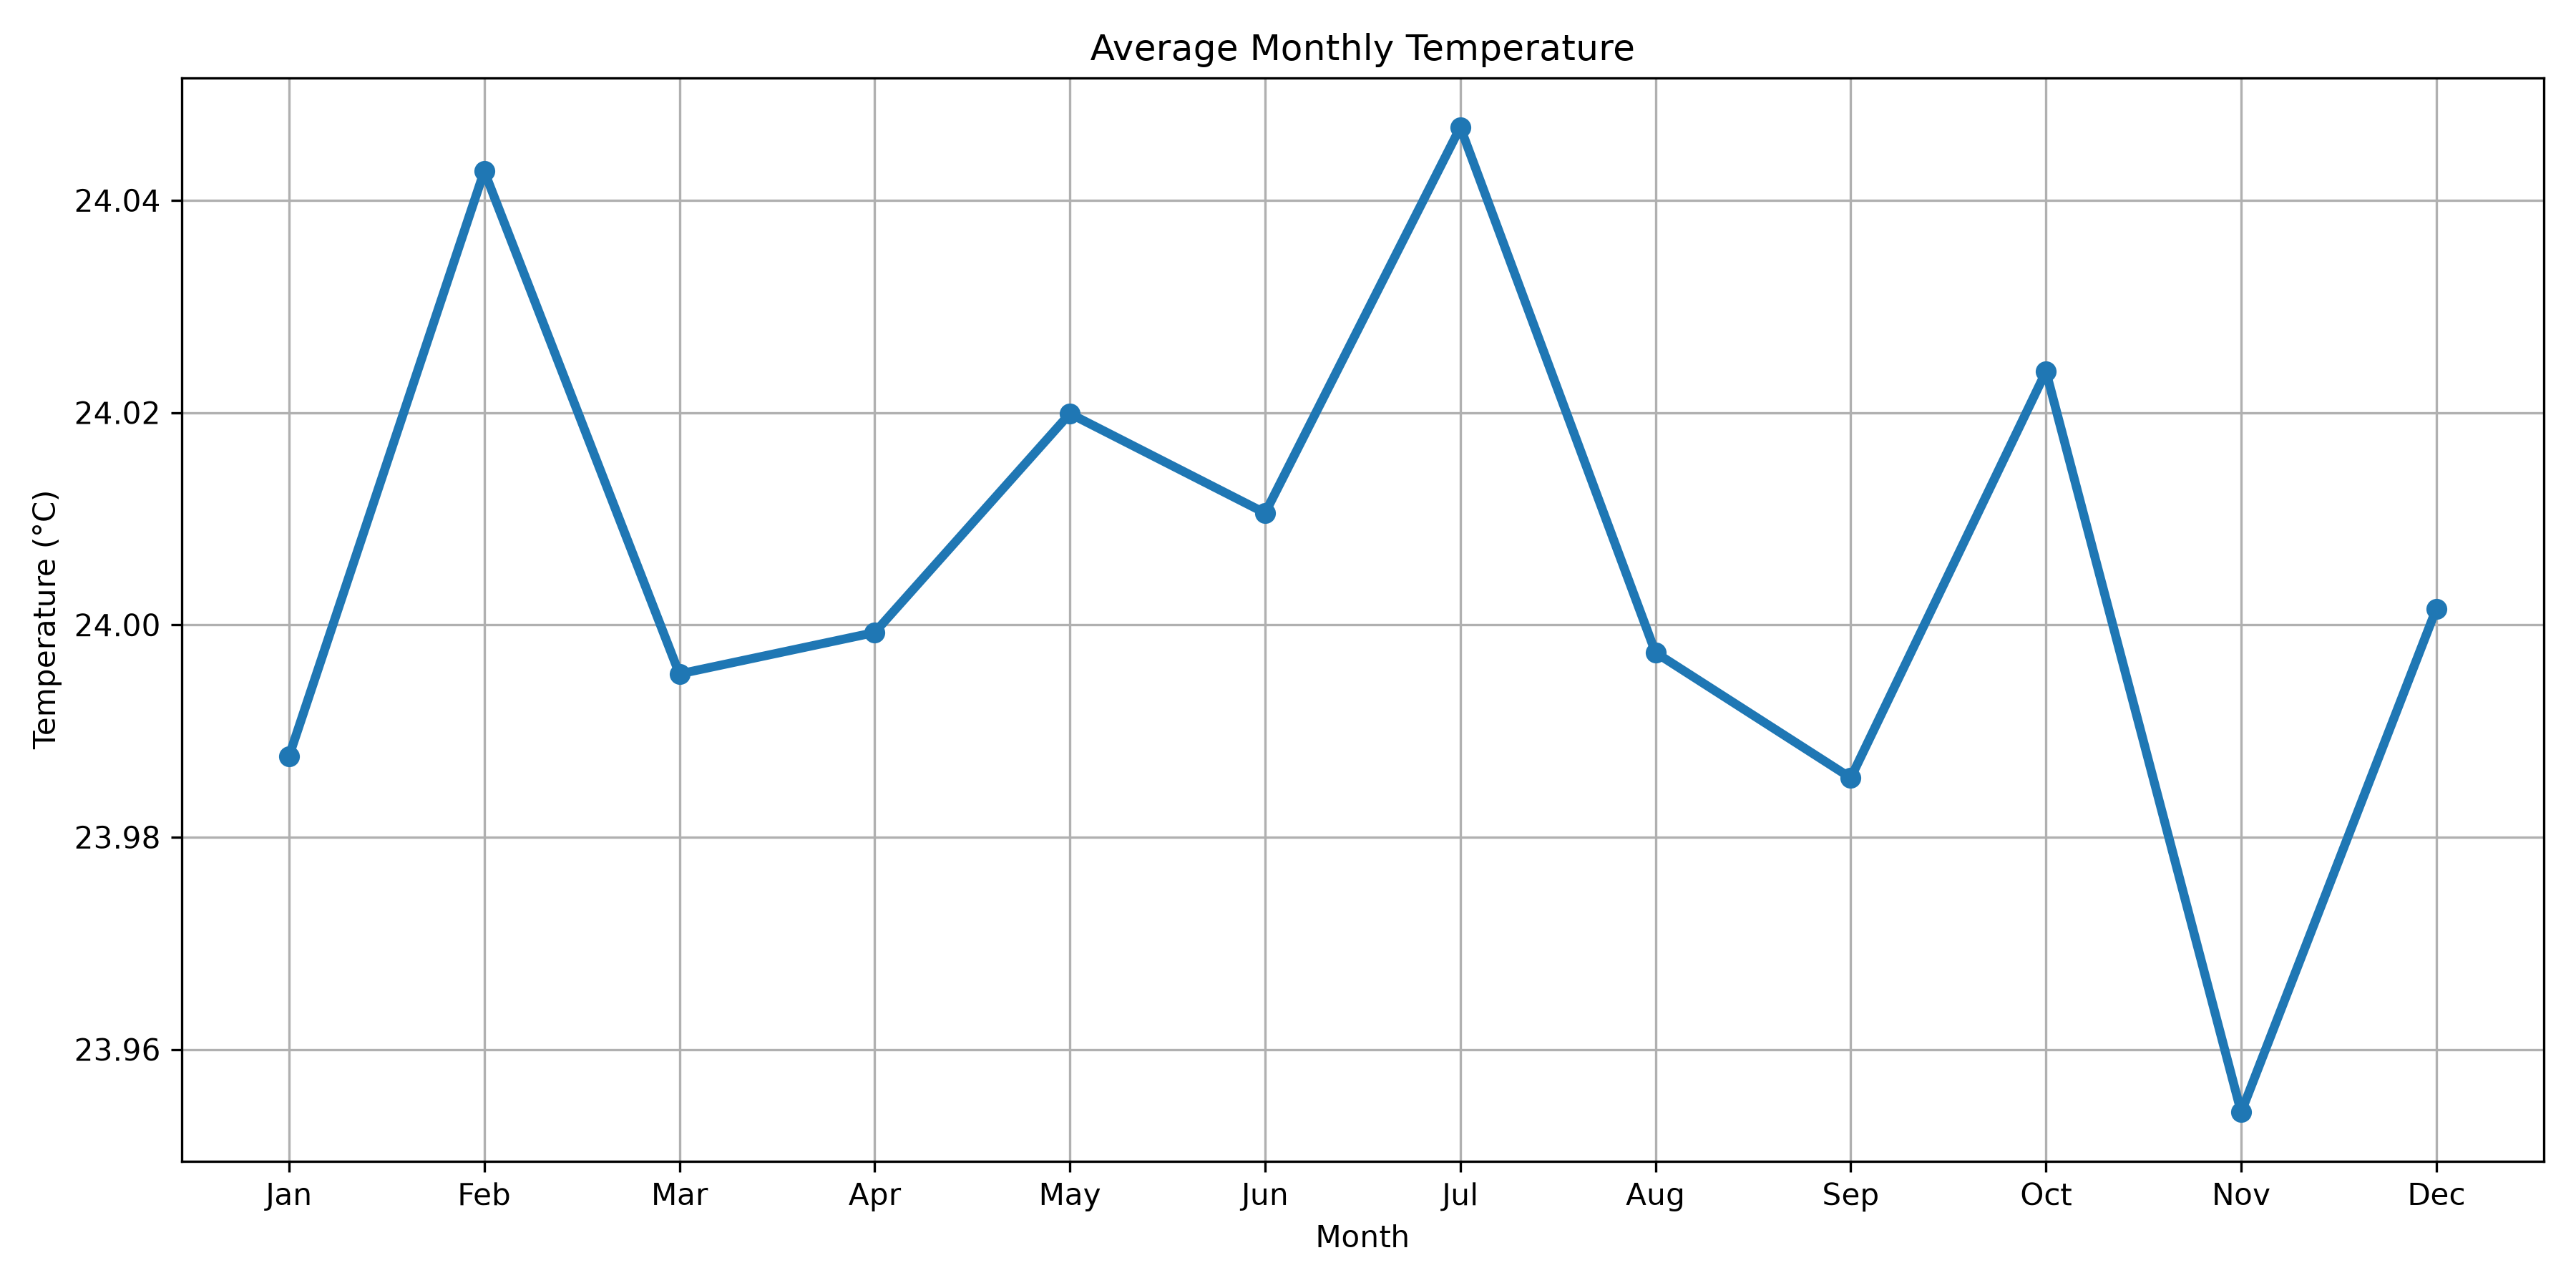 Average Monthly Temperature
24.04
24.02
24.00
23.98
23.96
Temperature (°C)
Jan Feb Mar Apr May Jun Jul Aug Sep Oct Nov Dec
Month